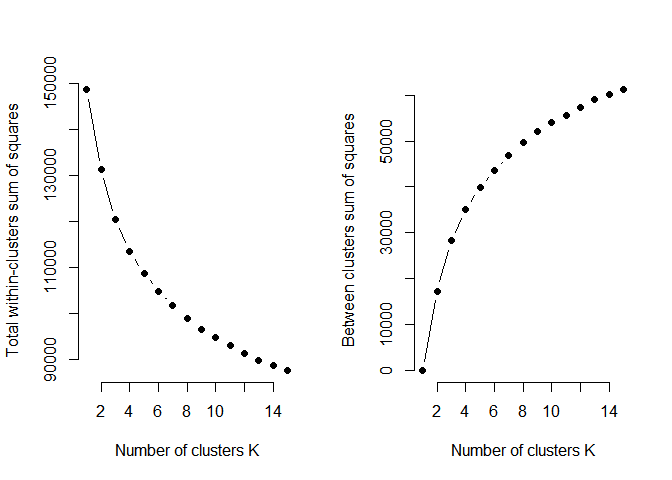 Total within-clusters sum of squares
150000
130000
110000
90000
2 4 6 8 10 14
Number of clusters K
Between clusters sum of squares
50000
30000
10000
0
2 4 6 8 10 14
Number of clusters K